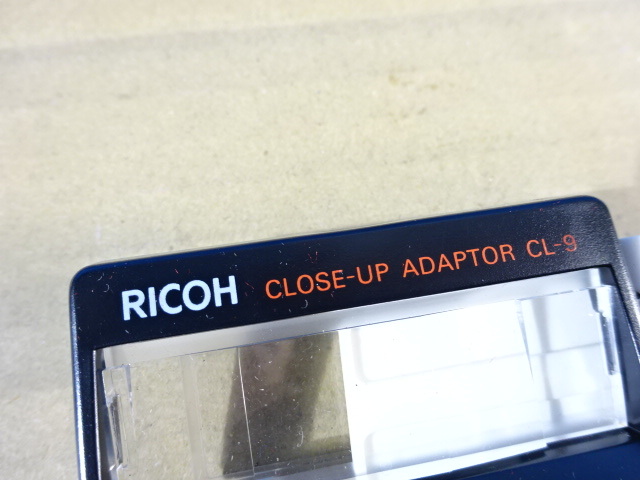 RICOH CLOSE-UP ADAPTOR CL-9